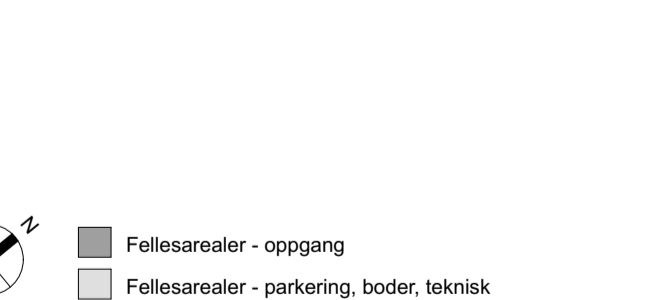 N
Fellesarealer - oppgang
Fellesarealer - parkering, boder, teknisk